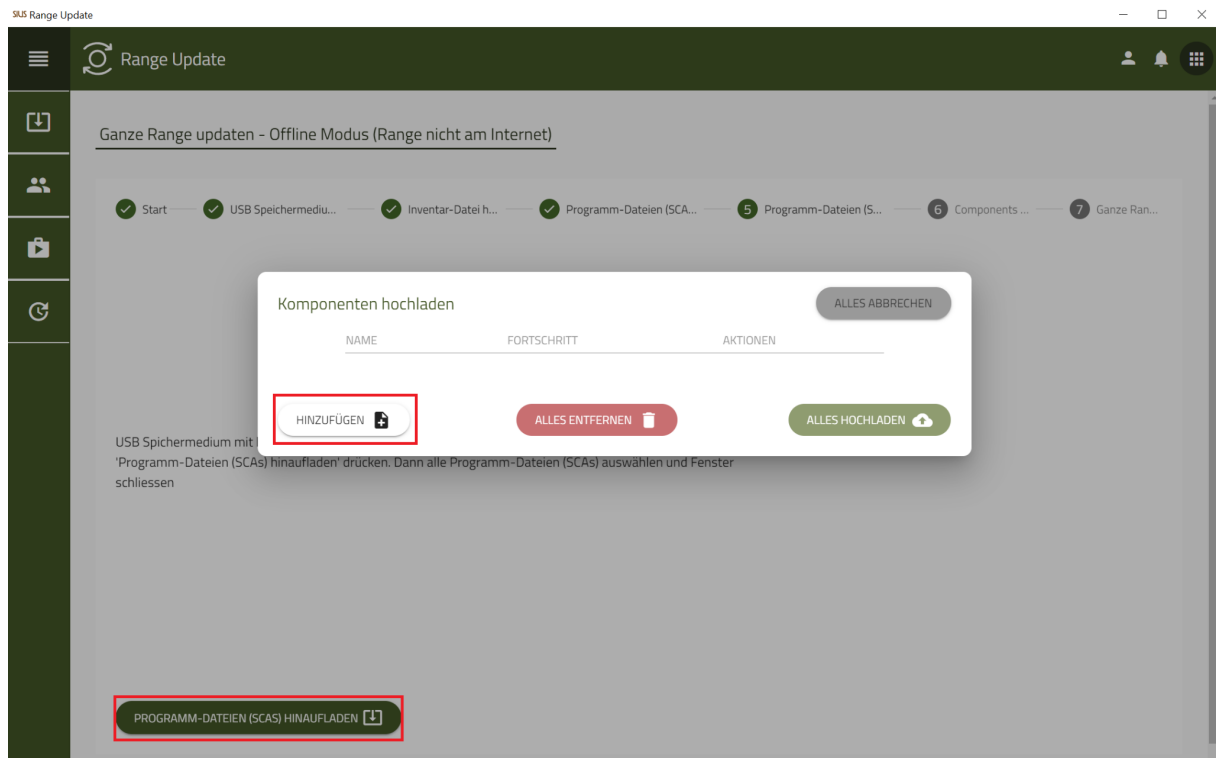 SIUS Range Update
Range Update
Ganze Range updaten - Offline Modus (Range nicht am Internet)
Start
USB Speichermediu...
Inventar-Datei h...
Programm-Dateien (SCA...
5 Programm-Dateien (S...
6 Components ...
7 Ganze Ran...
Komponenten hochladen
ALLES ABBRECHEN
NAME
FORTSCHRITT
AKTIONEN
HINZUFÜGEN
ALLES ENTFERNEN
ALLES HOCHLADEN
USB Spichermedium mit
'Programm-Dateien (SCAs) hinaufladen' drücken. Dann alle Programm-Dateien (SCAs) auswählen und Fenster
schliessen
PROGRAMM-DATEIEN (SCAS) HINAUFLADEN